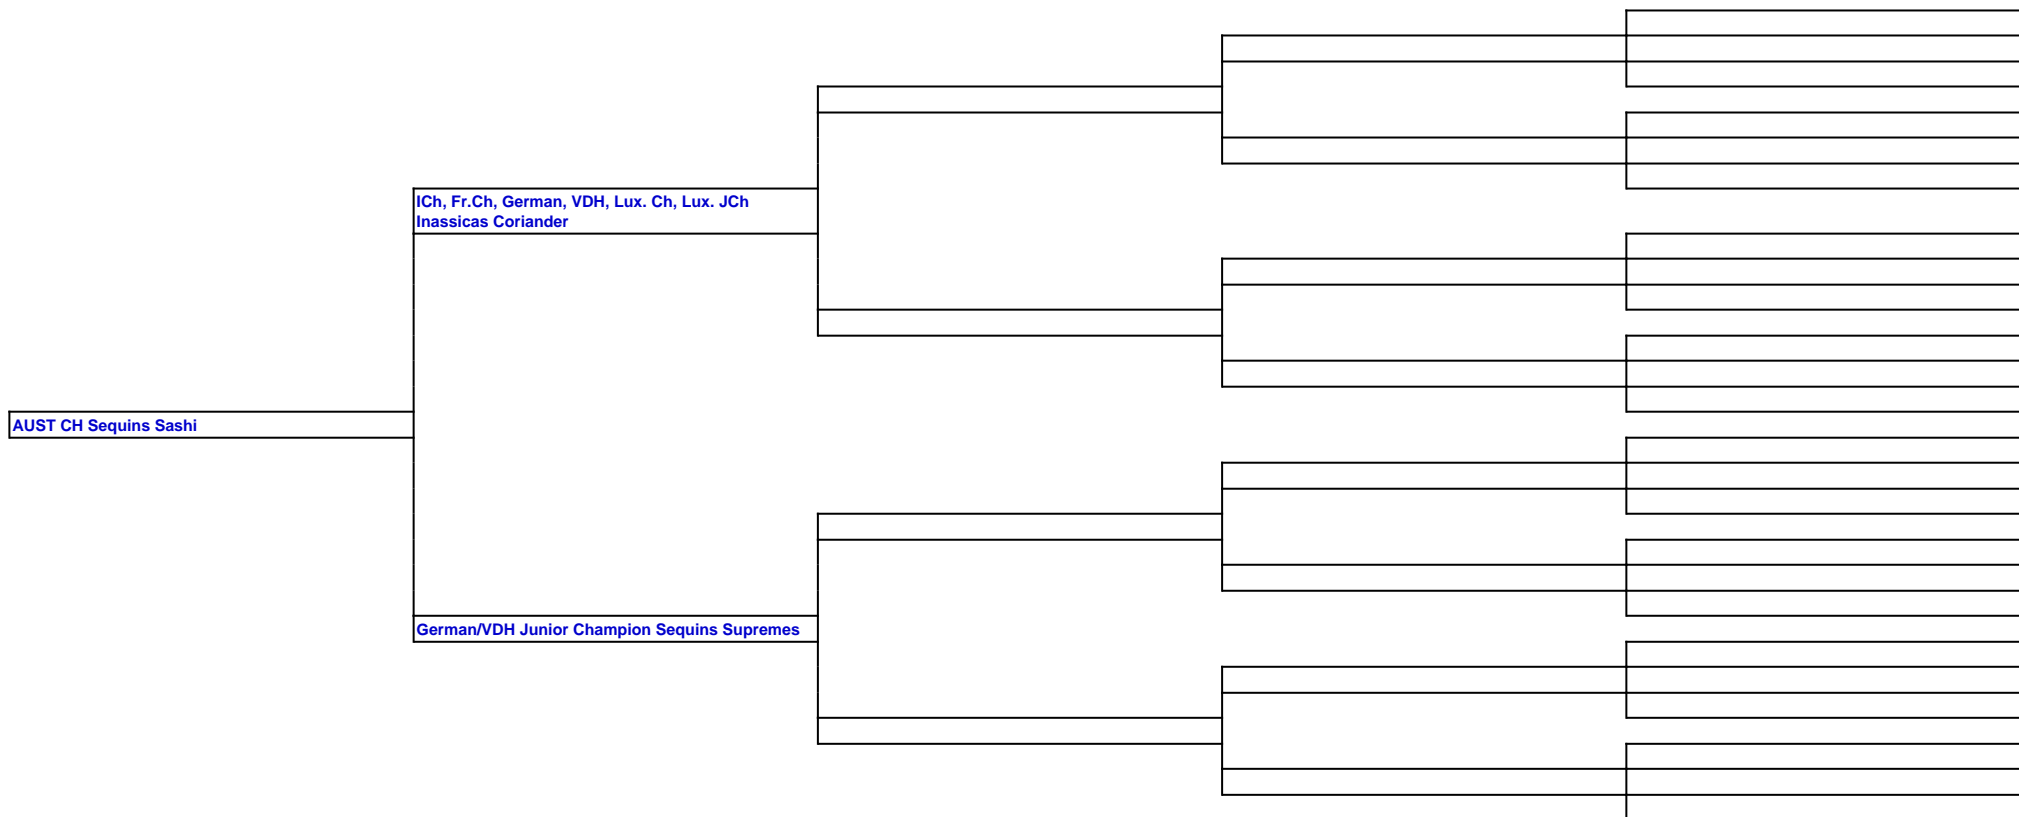 ICh, Fr.Ch, German, VDH, Lux. Ch, Lux. JCh
Inassicas Coriander
AUST CH Sequins Sashi
German/VDH Junior Champion Sequins Supremes